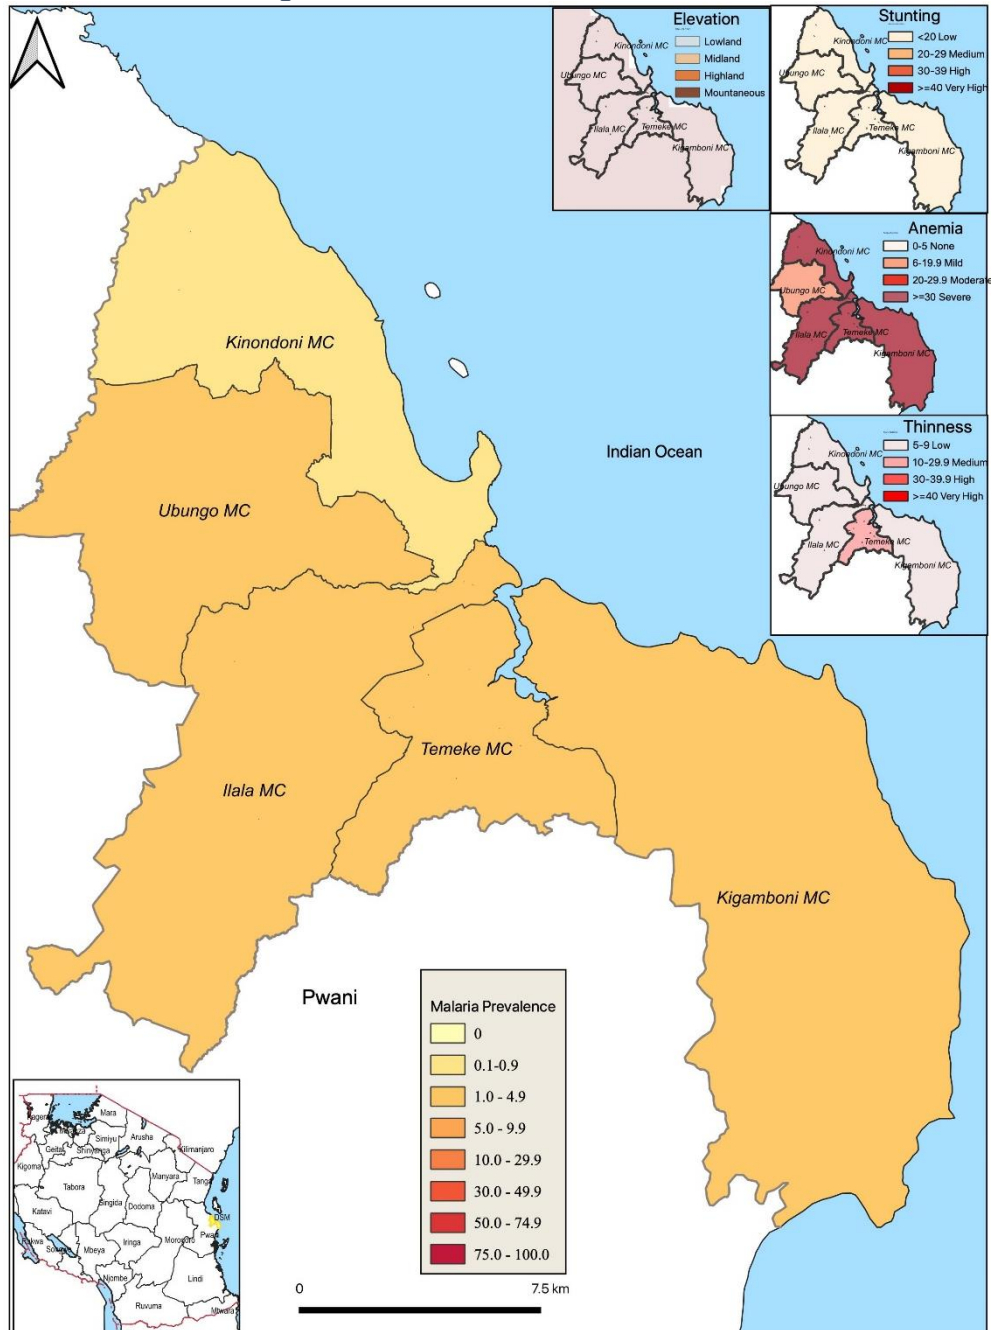 Elevation
Lowland
Midland
Highland
Mountaneous
Kinondoni MC
Ubungo MC
Ilala MC
Temeke MC
Kigamboni MC
Stunting
<20 Low
20-29 Medium
30-39 High
>=40 Very High
Kinondoni MC
Ubungo MC
Ilala MC
Temeke MC
Kigamboni MC
Anemia
0-5 None
6-19.9 Mild
20-29.9 Moderate
>=30 Severe
Kinondoni MC
Ubungo MC
Ilala MC
Temeke MC
Kigamboni MC
Thinness
5-9 Low
10-29.9 Medium
30-39.9 High
>=40 Very High
Kinondoni MC
Ubungo MC
Ilala MC
Temeke MC
Kigamboni MC
Kinondoni MC
Indian Ocean
Ubungo MC
Temeke MC
Ilala MC
Kigamboni MC
Pwani
Malaria Prevalence
0
0.1-0.9
1.0 - 4.9
5.0 - 9.9
10.0 - 29.9
30.0 - 49.9
50.0 - 74.9
75.0 - 100.0
0 7.5 km
Mara
Simiyu
Arusha
Geita
Shinyanga
Kilimanjaro
Kigoma
Manyara
Tanga
Tabora
Singida
Dodoma
Katavi
DSM
Pwani
Iringa
Morogoro
Mbeya
Njombe
Lindi
Ruvuma
Mtwara